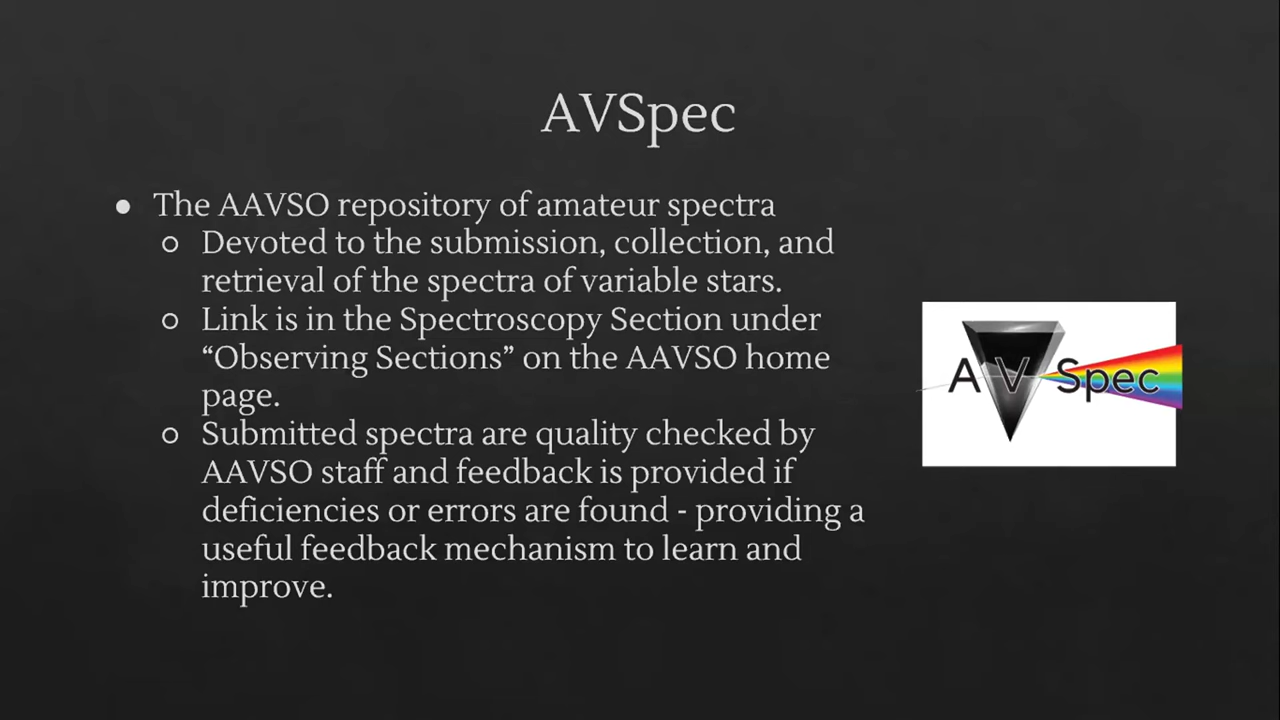 AVSpec
● The AAVSO repository of amateur spectra
○ Devoted to the submission, collection, and
retrieval of the spectra of variable stars.
○ Link is in the Spectroscopy Section under
“Observing Sections” on the AAVSO home
page.
○ Submitted spectra are quality checked by
AAVSO staff and feedback is provided if
deficiencies or errors are found - providing a
useful feedback mechanism to learn and
improve.
A V Spec